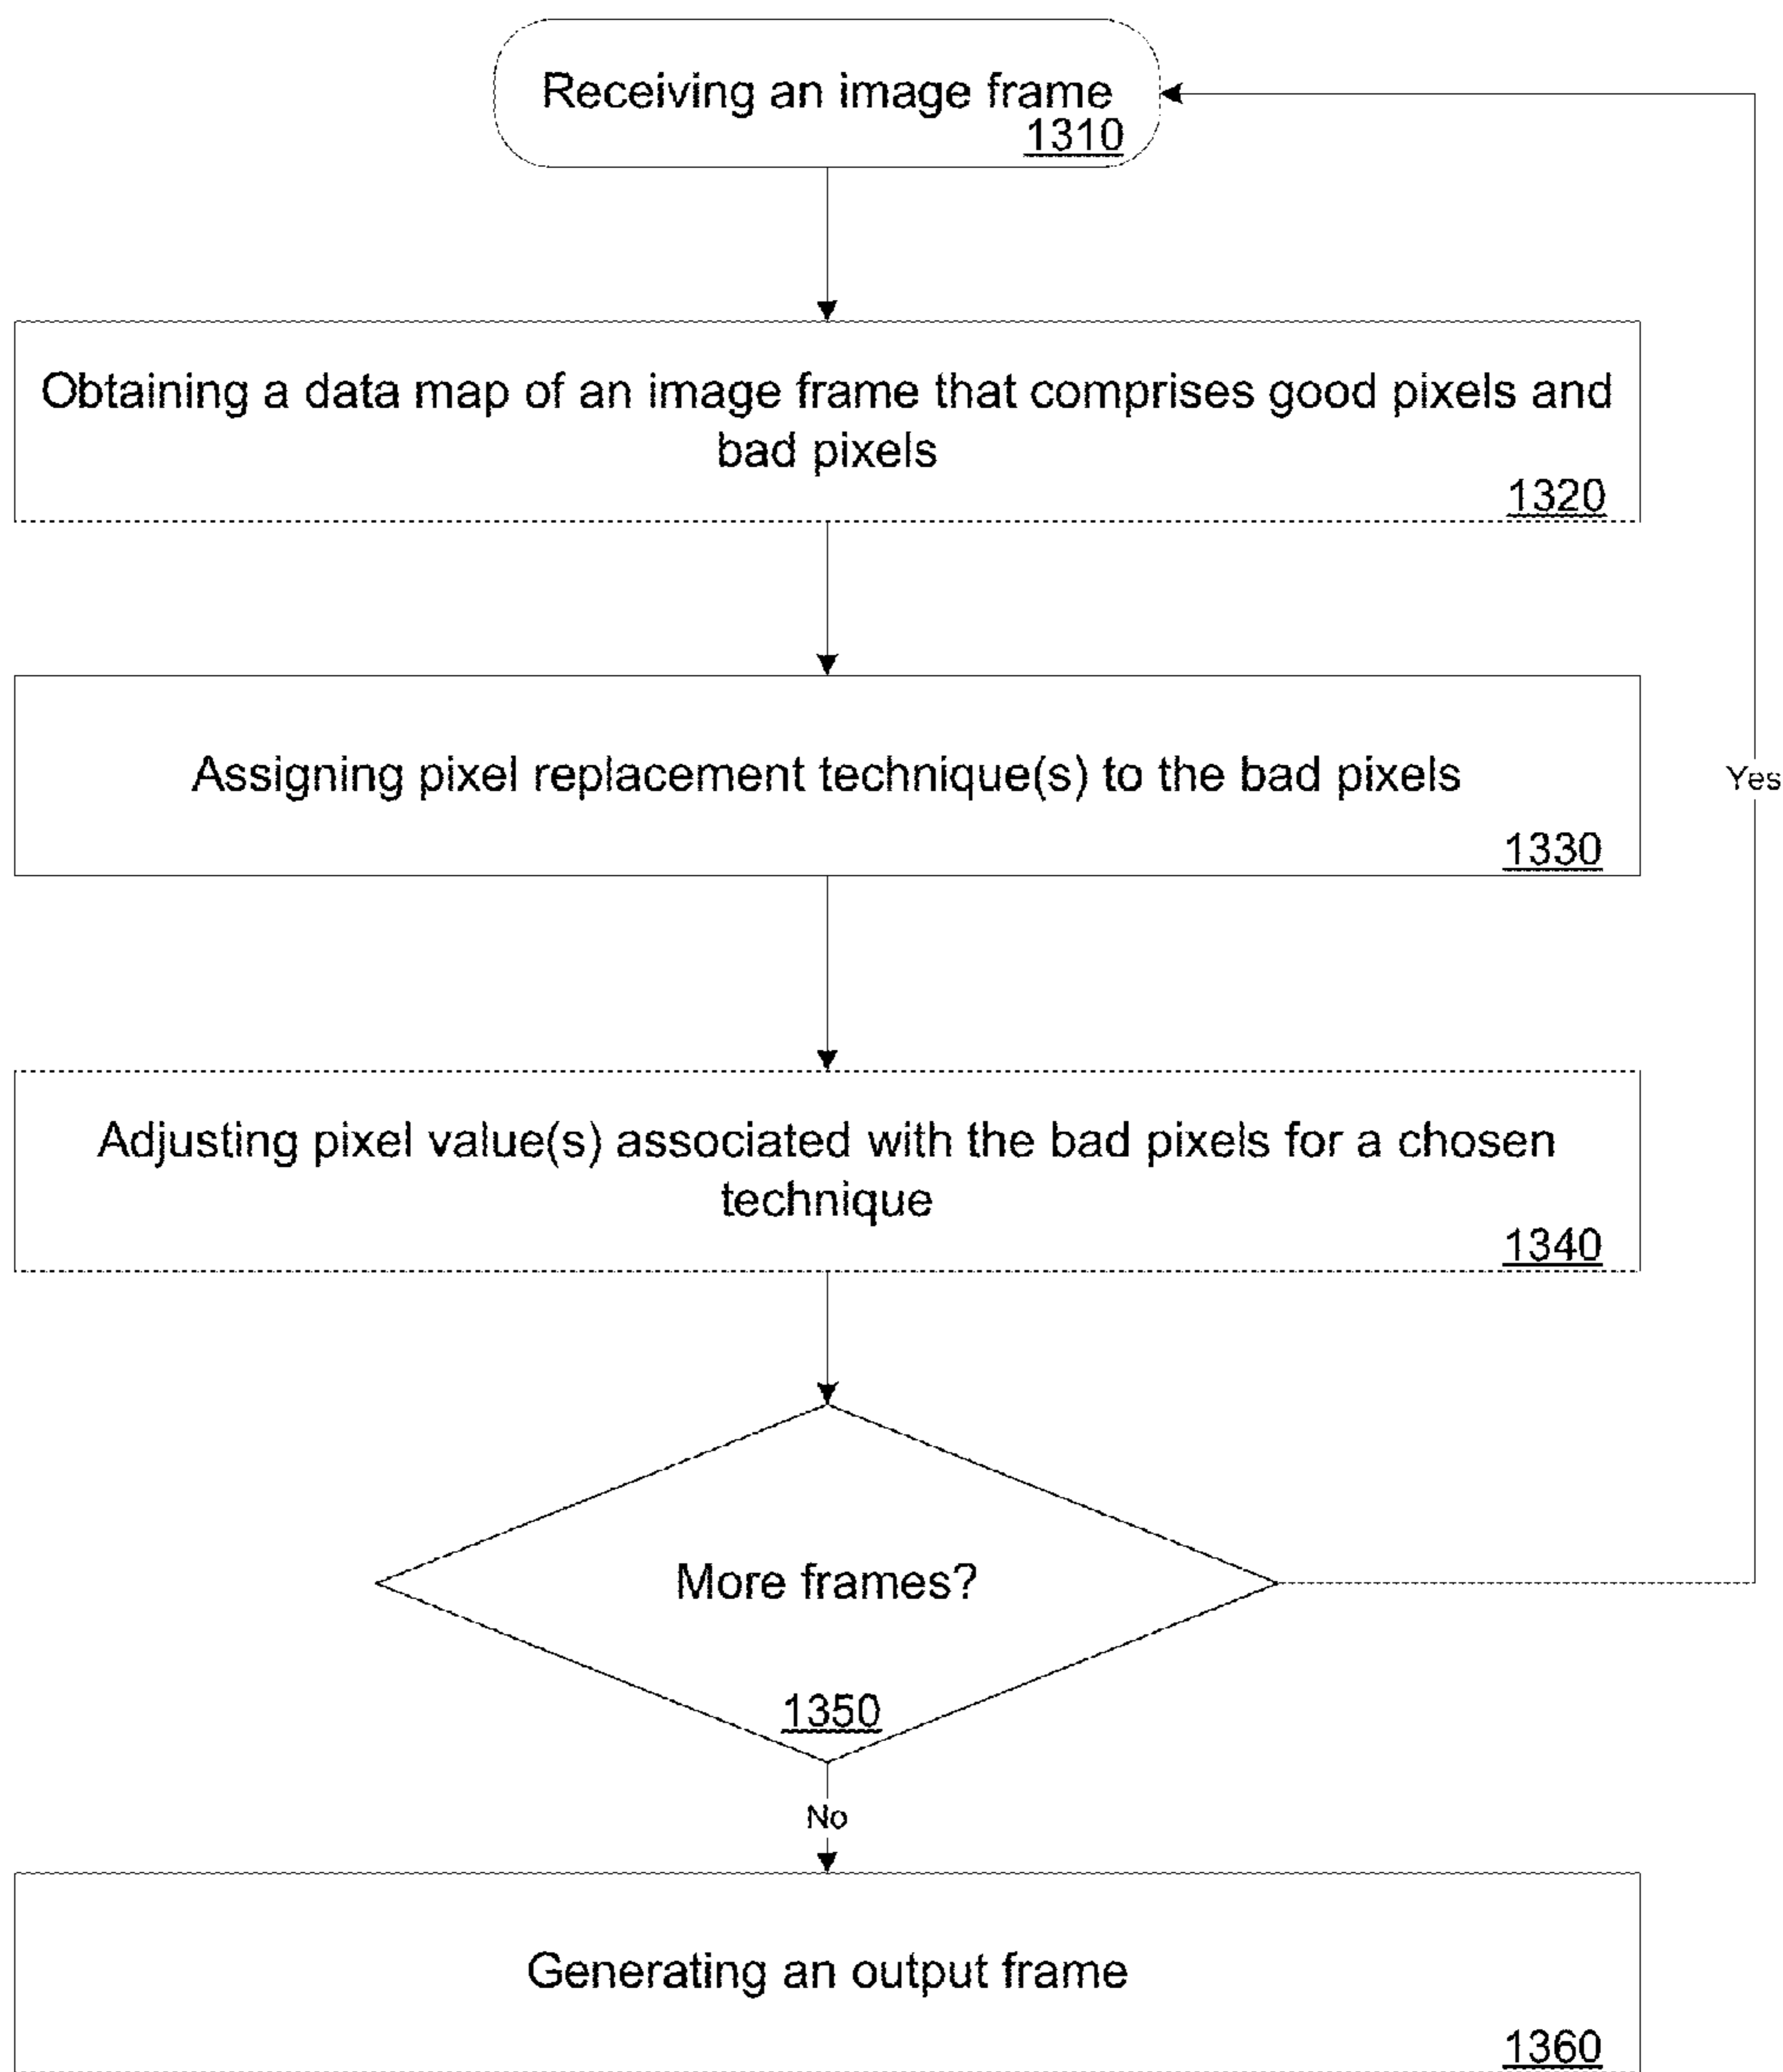 Receiving an image frame
1310
Obtaining a data map of an image frame that comprises good pixels and
bad pixels
1320
Assigning pixel replacement technique(s) to the bad pixels
1330
Yes
Adjusting pixel value(s) associated with the bad pixels for a chosen
technique
1340
More frames?
1350
No
Generating an output frame
1360